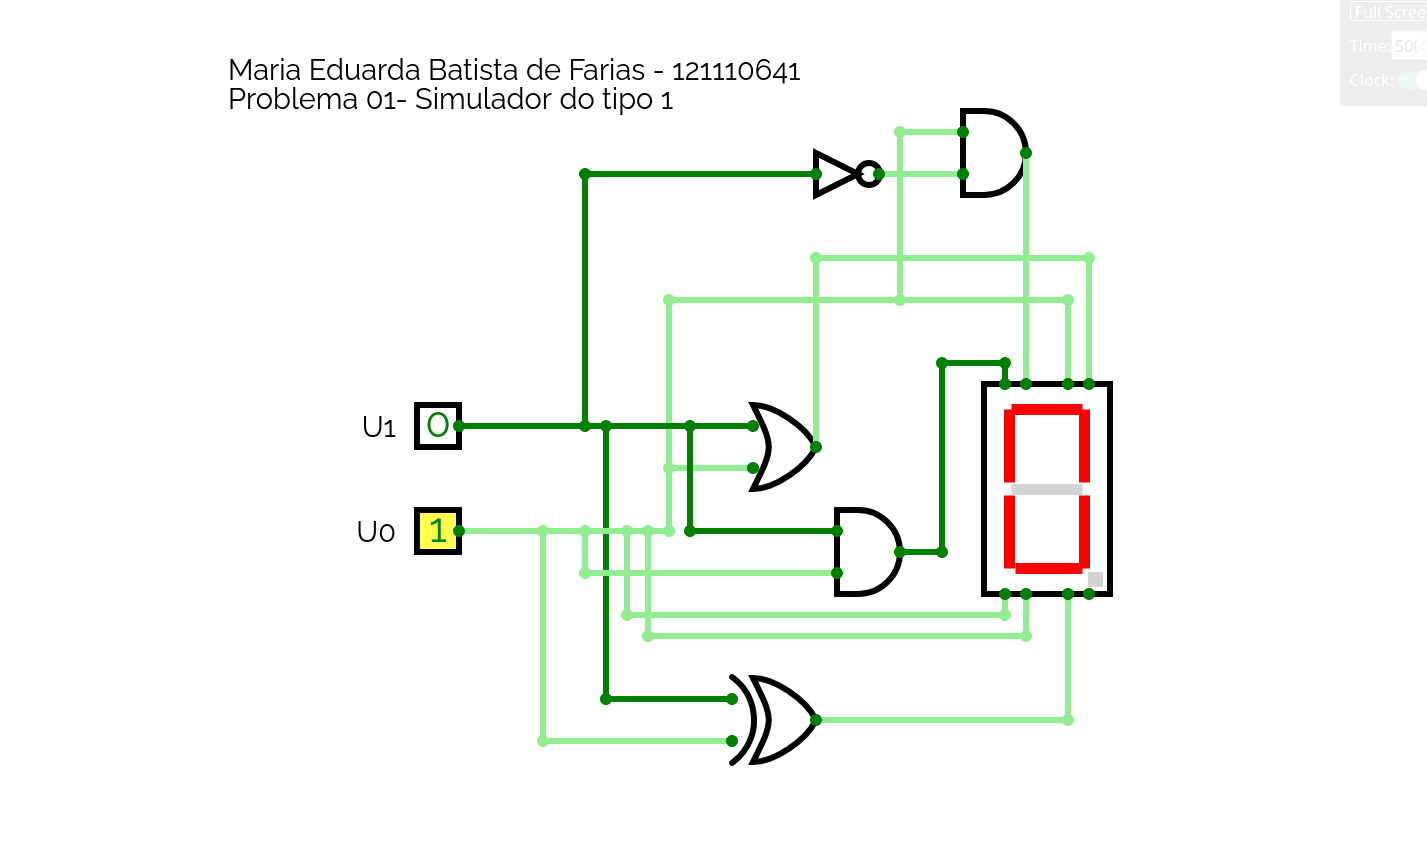 Maria Eduarda Batista de Farias - 121110641
Problema 01- Simulador do tipo 1
Full Scree
Time: 500
Clock:
U1 0
U0 1